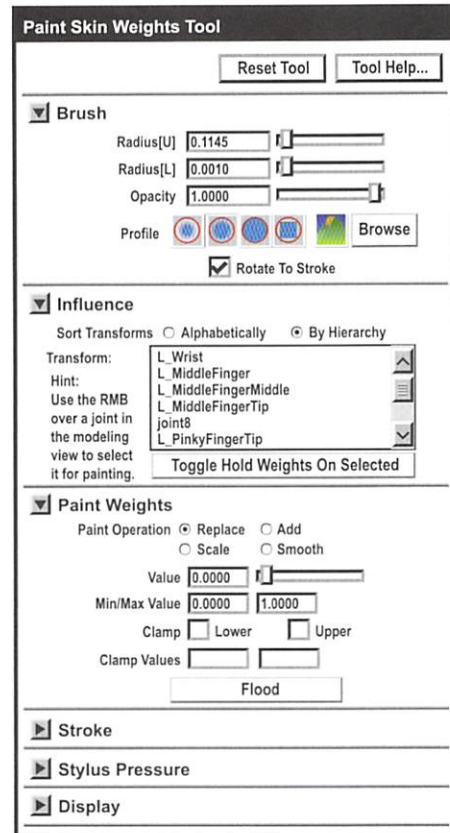 Paint Skin Weights Tool
Reset Tool Tool Help...
Brush
Radius[U] 0.1145
Radius[L] 0.0010
Opacity 1.0000
Profile Browse
Rotate To Stroke
Influence
Sort Transforms Alphabetically By Hierarchy
Transform:
Hint:
Use the RMB
over a joint in
the modeling
view to select
it for painting.
L_Wrist
L_MiddleFinger
L_MiddleFingerMiddle
L_MiddleFingerTip
joint8
L_PinkyFingerTip
Toggle Hold Weights On Selected
Paint Weights
Paint Operation Replace Add
Scale Smooth
Value 0.0000
Min/Max Value 0.0000 1.0000
Clamp Lower Upper
Clamp Values
Flood
Stroke
Stylus Pressure
Display